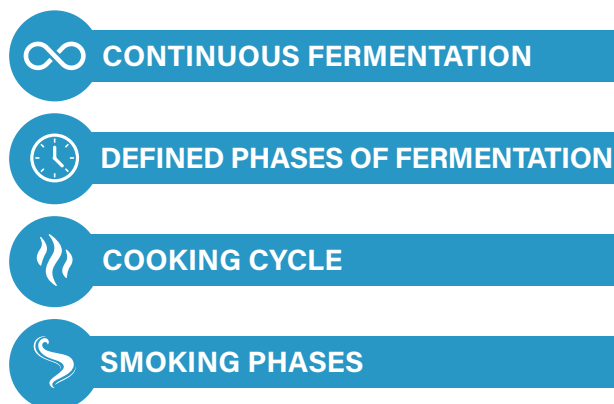 CONTINUOUS FERMENTATION
DEFINED PHASES OF FERMENTATION
COOKING CYCLE
SMOKING PHASES